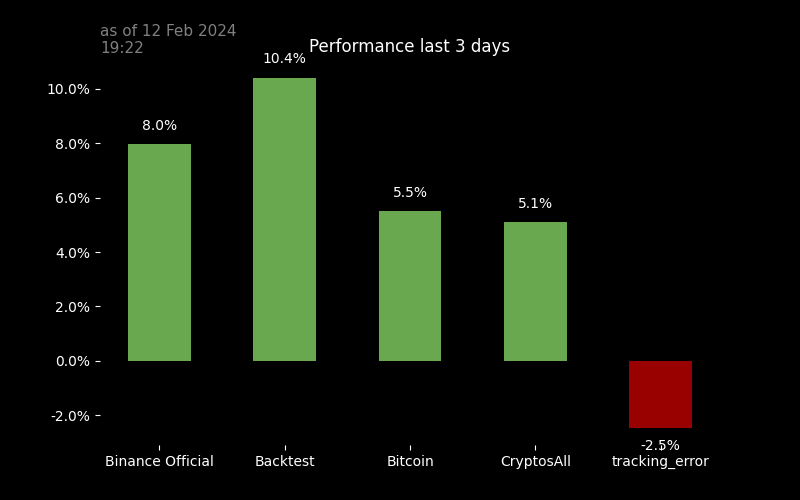 as of 12 Feb 2024
19:22
Performance last 3 days
10.4%
10.0%
8.0%
8.0%
6.0%
5.5%
5.1%
4.0%
2.0%
0.0%
-2.0%
-2.5%
Binance Official
Backtest
Bitcoin
CryptosAll
tracking_error